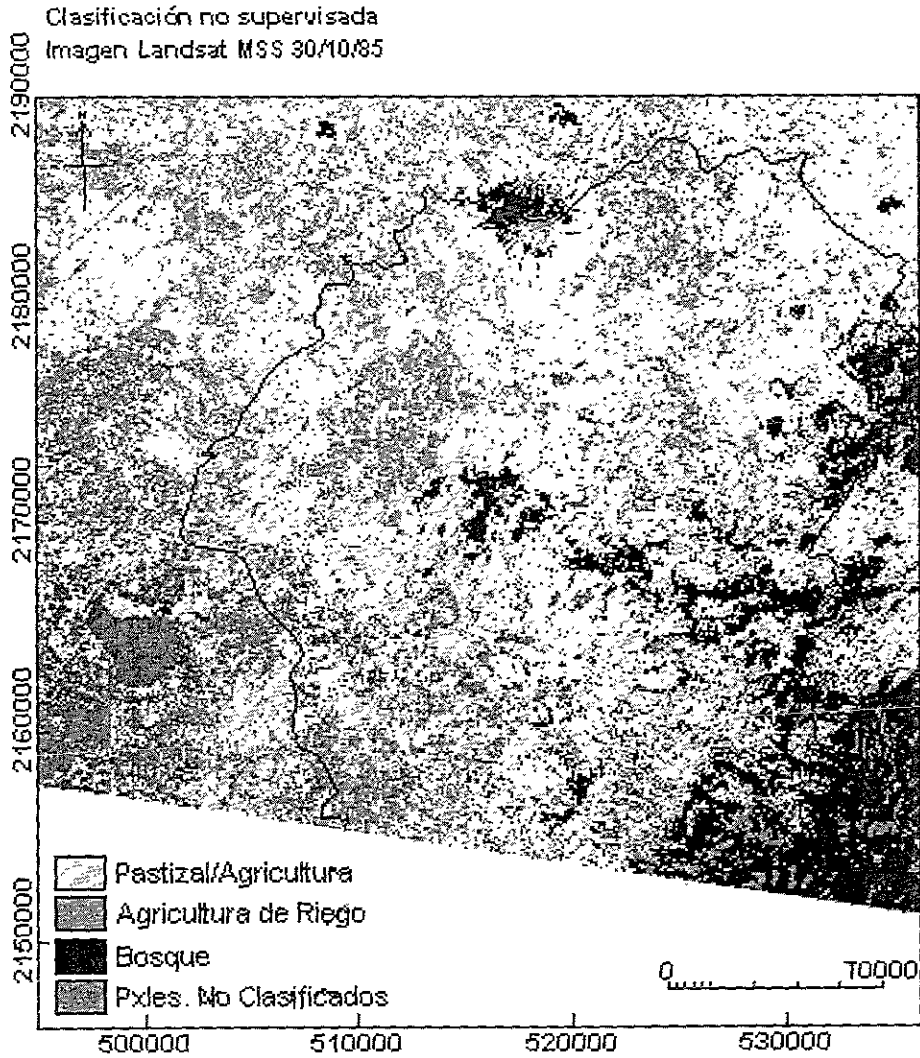 Clasificación no supervisada
Imagen Landsat MSS 30/10/85
2190000
N
2180000
2170000
2160000
2150000
Pastizal/Agricultura
Agricultura de Riego
Bosque
Pxles. No Clasificados
0 70000
500000 510000 520000 530000